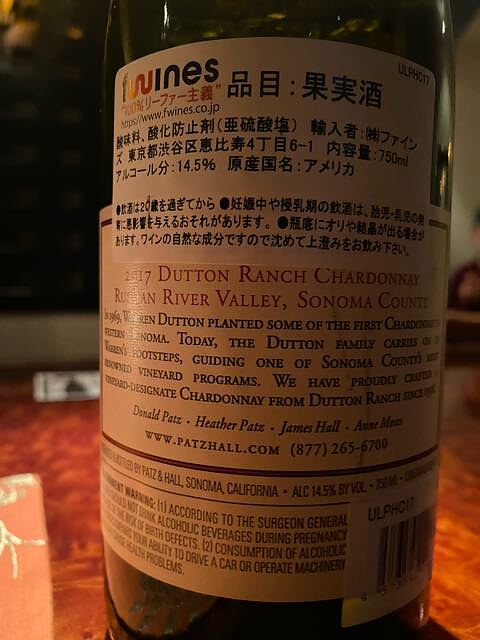 fwines
ULPHC17
"100%リーファー主義"
品目：果実酒
https://www.fwines.co.jp
酸味料、酸化防止剤（亜硫酸塩） 輸入者：㈱ファイン
ズ 東京都渋谷区恵比寿4丁目6-1 内容量：750ml
アルコール分：14.5% 原産国名：アメリカ
●飲酒は20歳を過ぎてから ●妊娠中や授乳期の飲酒は、胎児・乳児の発
育に悪影響を与えるおそれがあります。●瓶底にオリや結晶が出る場合が
あります。ワインの自然な成分ですので沈めて上澄みをお飲み下さい。
2017 DUTTON RANCH CHARDONNAY
RUSSIAN RIVER VALLEY, SONOMA COUNTY
IN 1969, WARREN DUTTON PLANTED SOME OF THE FIRST CHARDONNAY IN
WESTERN SONOMA. TODAY, THE DUTTON FAMILY CARRIES ON IN
WARREN'S FOOTSTEPS, GUIDING ONE OF SONOMA COUNTY'S MOST
RENOWNED VINEYARD PROGRAMS. WE HAVE PROUDLY CRAFTED
VINEYARD-DESIGNATE CHARDONNAY FROM DUTTON RANCH SINCE
Donald Patz · Heather Patz · James Hall · Anne Moses
WWW.PATZHALL.COM (877) 265-6700
& BOTTLED BY PATZ & HALL, SONOMA, CALIFORNIA • ALC 14.5% BY VOL. • 750 ML •
WARNING: (1) ACCORDING TO THE SURGEON GENERAL
NOT DRINK ALCOHOLIC BEVERAGES DURING PREGNANCY
RISK OF BIRTH DEFECTS. (2) CONSUMPTION OF ALCOHOLIC
YOUR ABILITY TO DRIVE A CAR OR OPERATE MACHINERY
HEALTH PROBLEMS.
ULPHC17